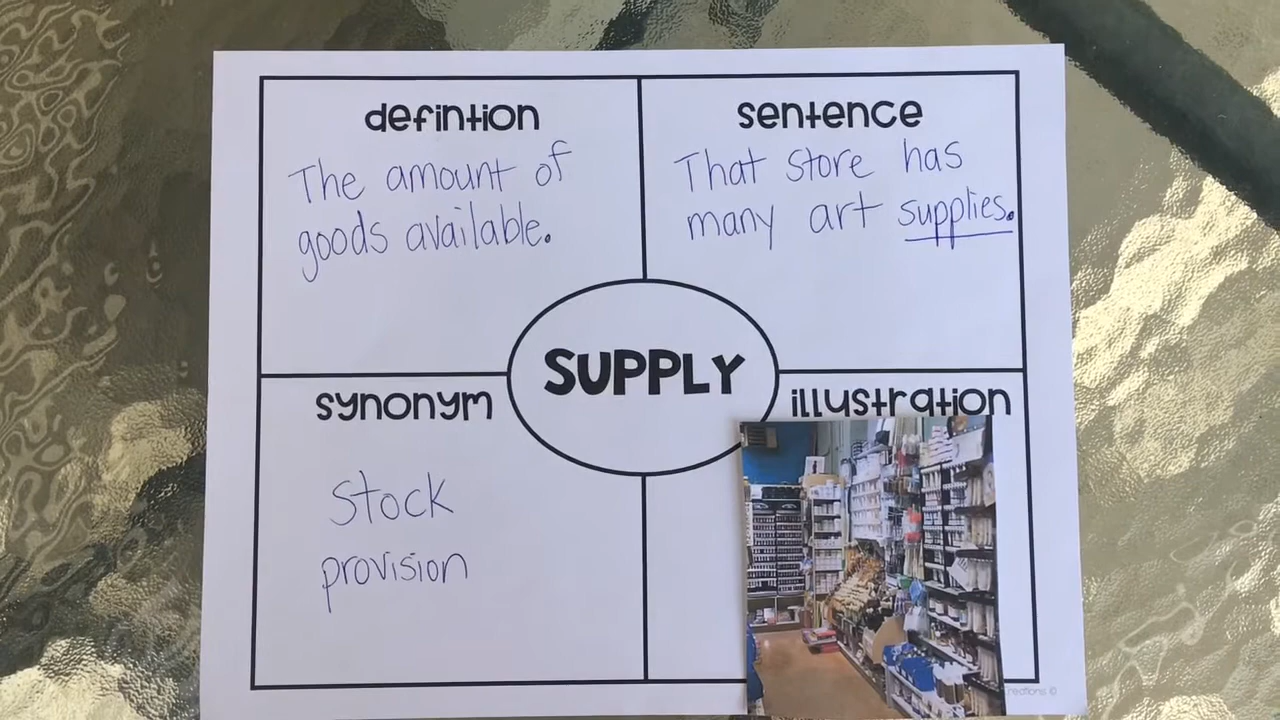 defintion
The amount of
goods available.
sentence
That store has
many art supplies.
SUPPLY
synonym
stock
provision
illustration